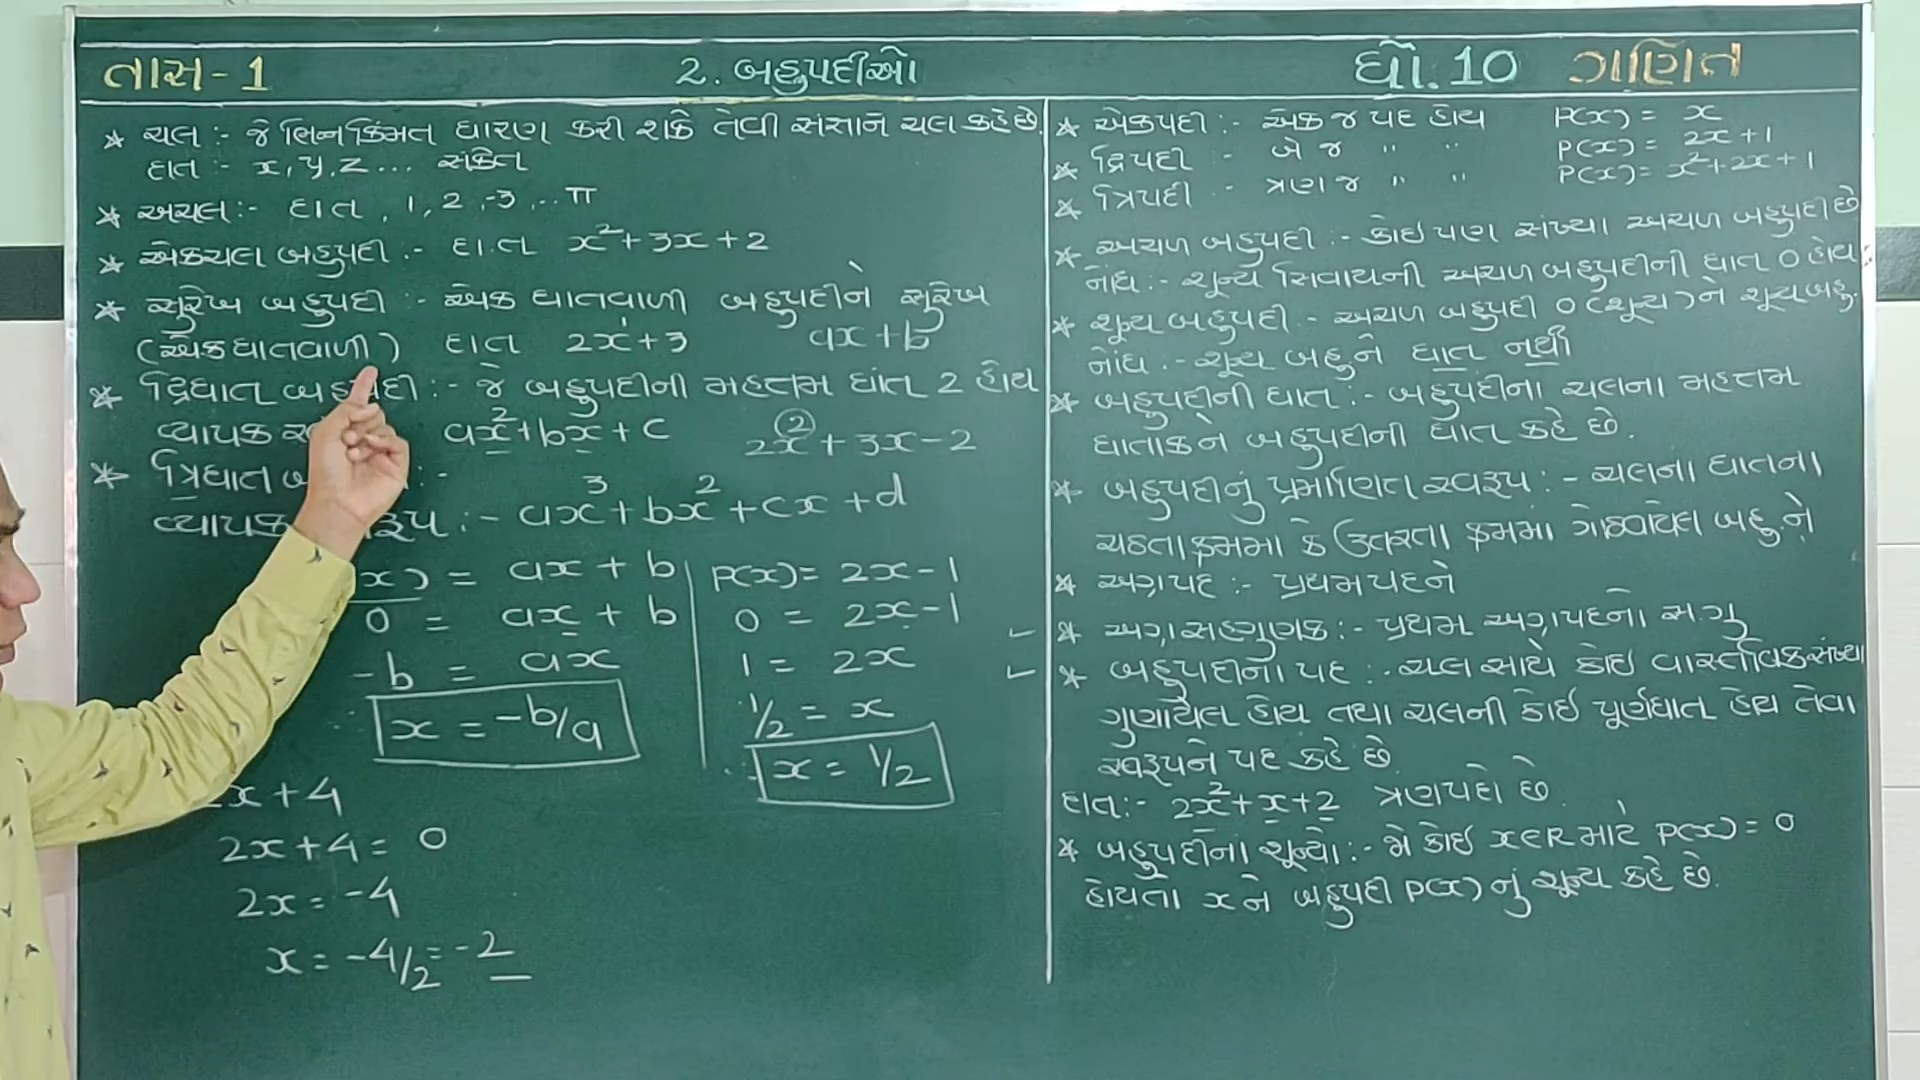 તાસ - 1
2. બહુપદીઓ
ધો. 10 ગણિત
* ચલ :- જે ભિન્ન કિંમત ધારણ કરી શકે તેવી સંજ્ઞાને ચલ કહે છે.
દાત - x, y, z ... સંકેત
* અચલ :- દાત , 1, 2, -3, .. π
* એકચલ બહુપદી :- દા.ત x²+3x+2
* સુરેખ બહુપદી :- એક ઘાતવાળી બહુપદીને સુરેખ
(એકઘાતવાળી) દાત 2x¹+3 ax+b
* દ્વિઘાત બહુપદી :- જે બહુપદીની મહત્તમ ઘાત 2 હોય
વ્યાપક ax²+bx+c 2x²+3x-2
* ત્રિઘાત
વ્યાપક :- ax³+bx²+cx+d
x) = ax + b
0 = ax + b
-b = ax
x = -b/a
P(x) = 2x-1
0 = 2x-1
1 = 2x
1/2 = x
x = 1/2
x+4
2x+4 = 0
2x = -4
x = -4/2 = -2
* એકપદી :- એક જ પદ હોય P(x) = x
* દ્વિપદી - બે જ " " P(x) = 2x+1
* ત્રિપદી - ત્રણ જ " " P(x) = x²+2x+1
* અચળ બહુપદી :- કોઇ પણ સંખ્યા અચળ બહુપદી છે
નોંધ :- શૂન્ય સિવાયની અચળ બહુપદીની ઘાત 0 હોય
* શૂન્ય બહુપદી - અચળ બહુપદી 0 (શૂન્ય) ને શૂન્ય બહુ.
નોંધ :- શૂન્ય બહુ.ને ઘાત નથી
* બહુપદીની ઘાત :- બહુપદીના ચલના મહત્તમ
ઘાતાંકને બહુપદીની ઘાત કહે છે.
* બહુપદીનું પ્રમાણિત સ્વરૂપ :- ચલના ઘાતના
ચઢતાક્રમમાં કે ઉતરતા ક્રમમાં ગોઠવાયેલ બહુ.ને
* અગ્રપદ :- પ્રથમપદને
* અગ્ર સહગુણક :- પ્રથમ અગ્રપદનો સ.ગુ
* બહુપદીના પદ :- ચલ સાથે કોઇ વાસ્તવિક સંખ્યા
ગુણાયેલ હોય તથા ચલની કોઈ પૂર્ણઘાત હોય તેવા
સ્વરૂપને પદ કહે છે.
દાત :- 2x²+x+2 ત્રણપદો છે.
* બહુપદીના શૂન્યો :- જો કોઇ x∈R માટે P(x) = 0
હોયતો x ને બહુપદી P(x) નું શૂન્ય કહે છે.